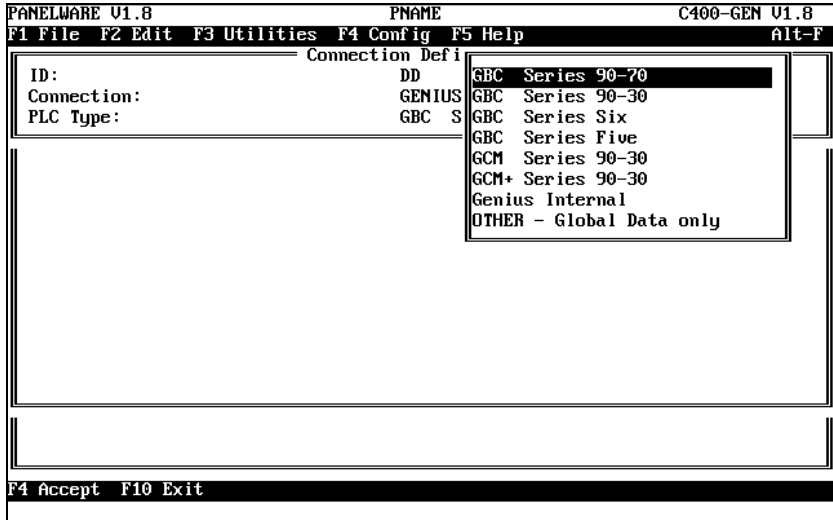 PANELWARE V1.8 PNAME C400-GEN V1.8
F1 File F2 Edit F3 Utilities F4 Config F5 Help Alt-F
Connection Defi
ID: DD
Connection: GENIUS
PLC Type: GBC S
GBC Series 90-70
GBC Series 90-30
GBC Series Six
GBC Series Five
GCM Series 90-30
GCM+ Series 90-30
Genius Internal
OTHER - Global Data only
F4 Accept F10 Exit